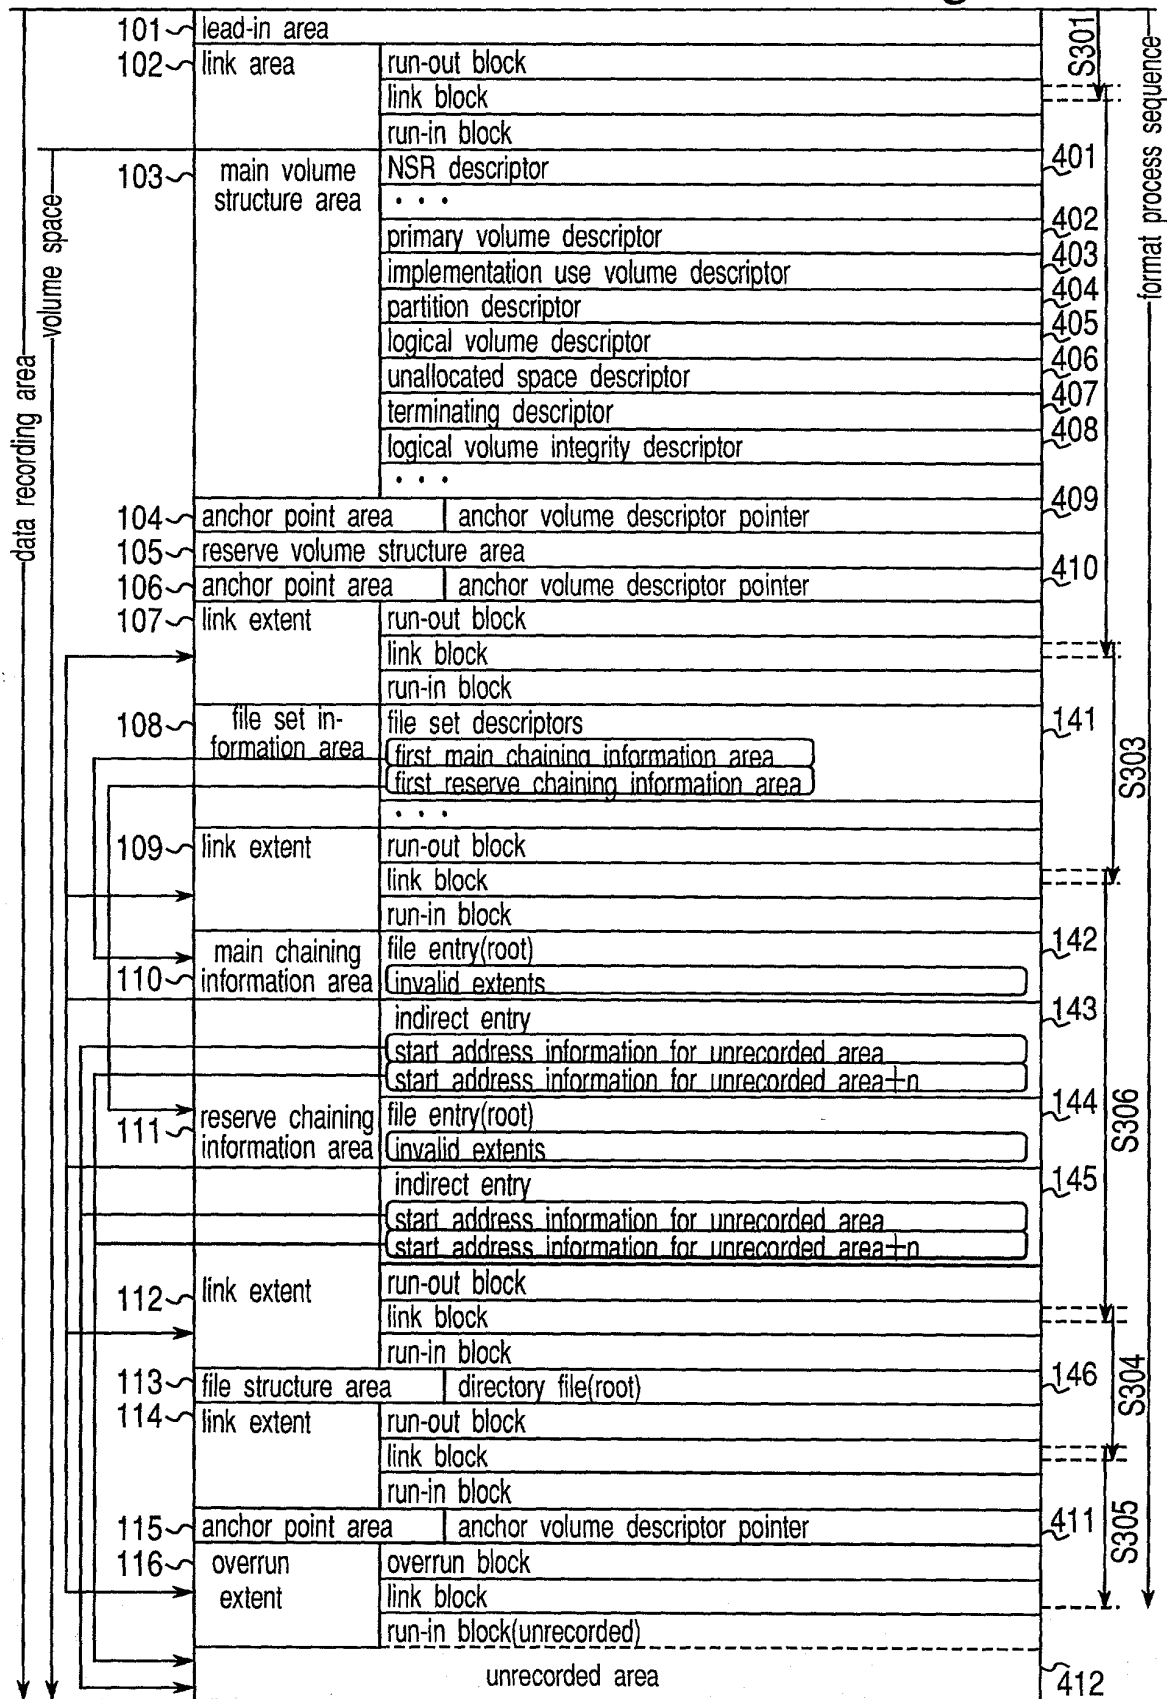 101 lead-in area
102 link area run-out block
link block
run-in block
S301
format process sequence
401
103 main volume structure area NSR descriptor
. . .
402
primary volume descriptor
403
implementation use volume descriptor
404
partition descriptor
405
logical volume descriptor
406
unallocated space descriptor
407
terminating descriptor
408
logical volume integrity descriptor
. . .
volume space
data recording area
409
104 anchor point area anchor volume descriptor pointer
105 reserve volume structure area
410
106 anchor point area anchor volume descriptor pointer
107 link extent run-out block
link block
run-in block
108 file set in-formation area file set descriptors 141
first main chaining information area
first reserve chaining information area
. . .
S303
109 link extent run-out block
link block
run-in block
142
main chaining file entry(root)
110 information area invalid extents
143
indirect entry
start address information for unrecorded area
start address information for unrecorded area+n
144
reserve chaining file entry(root)
111 information area invalid extents
S306
145
indirect entry
start address information for unrecorded area
start address information for unrecorded area+n
112 link extent run-out block
link block
run-in block
113 file structure area directory file(root) 146
S304
114 link extent run-out block
link block
run-in block
115 anchor point area anchor volume descriptor pointer 411
S305
116 overrun extent overrun block
link block
run-in block(unrecorded)
unrecorded area 412